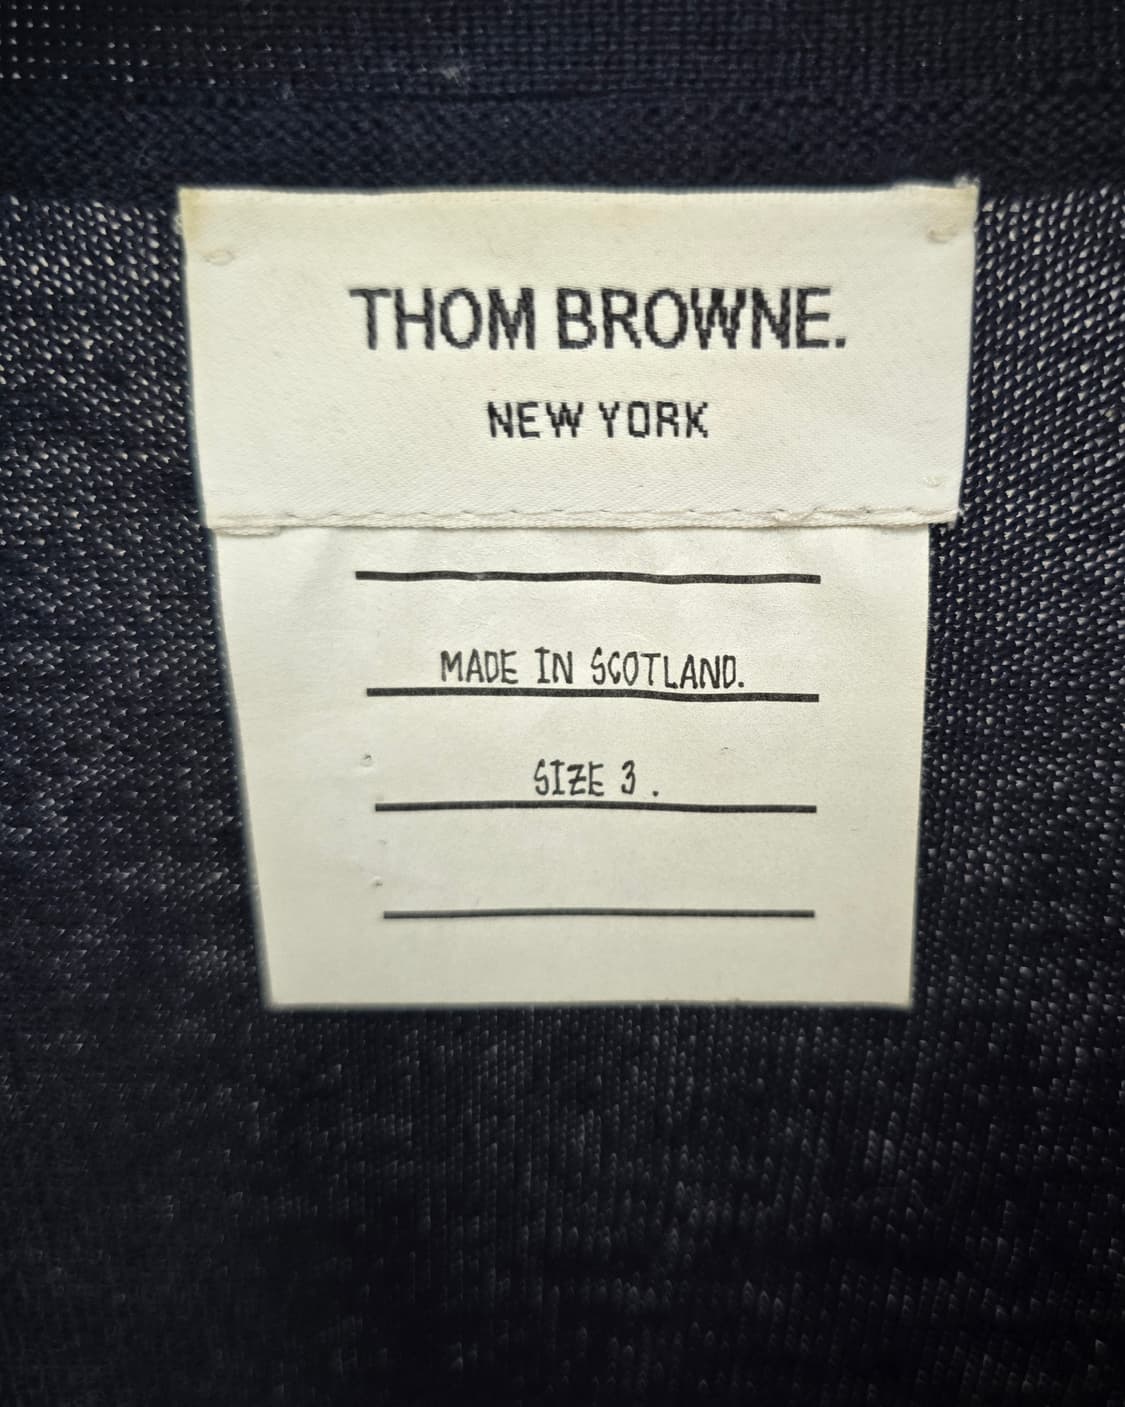 THOM BROWNE.
NEW YORK
MADE IN SCOTLAND.
SIZE 3 .